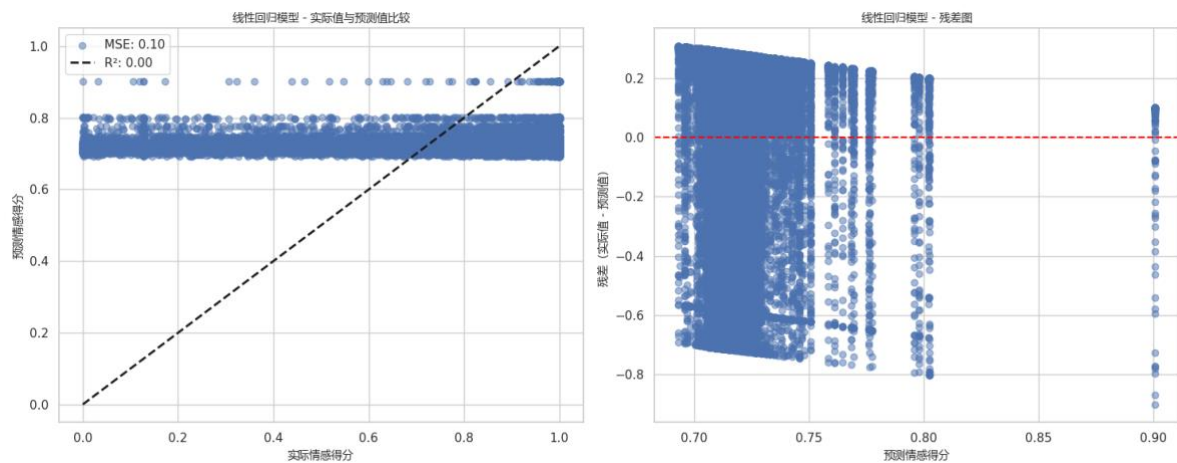 线性回归模型 - 实际值与预测值比较
MSE: 0.10
R²: 0.00
1.0
0.8
0.6
0.4
0.2
0.0
预测情感得分
0.0 0.2 0.4 0.6 0.8 1.0
实际情感得分
线性回归模型 - 残差图
0.2
0.0
−0.2
−0.4
−0.6
−0.8
残差（实际值 - 预测值）
0.70 0.75 0.80 0.85 0.90
预测情感得分